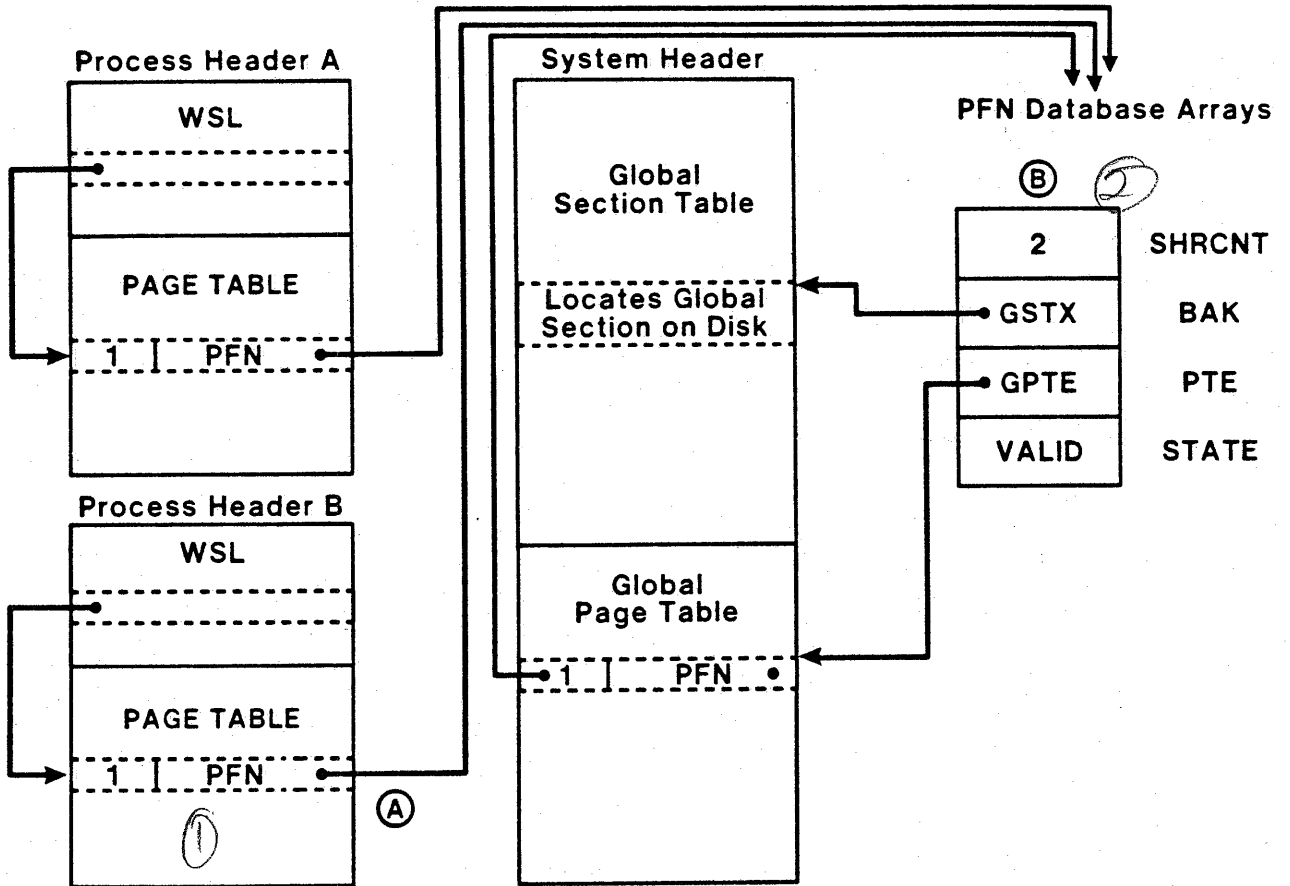 Process Header A
WSL
PAGE TABLE
1 PFN
Process Header B
WSL
PAGE TABLE
1 PFN
A
1
System Header
Global
Section Table
Locates Global
Section on Disk
Global
Page Table
1 PFN
PFN Database Arrays
B 2
2 SHRCNT
GSTX BAK
GPTE PTE
VALID STATE